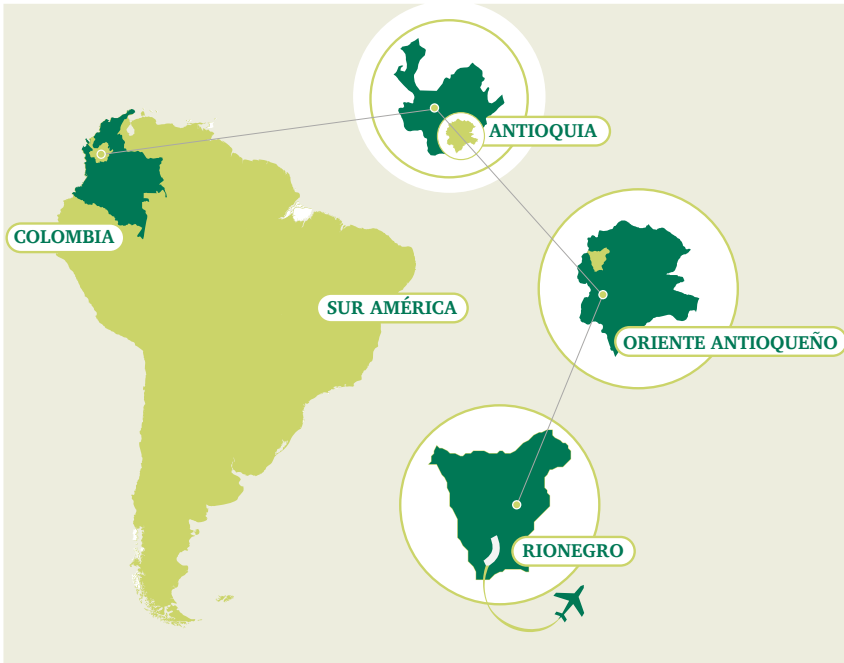 ANTIOQUIA
COLOMBIA
SUR AMÉRICA
ORIENTE ANTIOQUEÑO
RIONEGRO